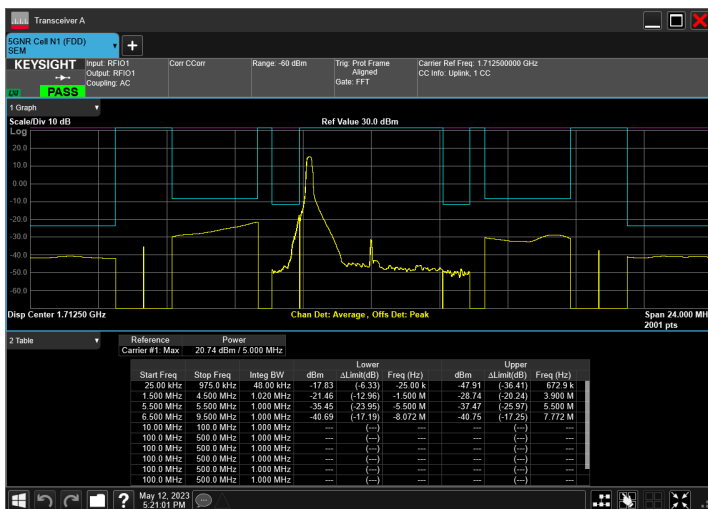 Transceiver A
5GNR Cell N1 (FDD)
SEM
KEYSIGHT
LXI
PASS
Input: RFIO1
Output: RFIO1
Coupling: AC
Corr CCorr
Range: -60 dBm
Trig: Prot Frame
Aligned
Gate: FFT
Carrier Ref Freq: 1.712500000 GHz
CC Info: Uplink, 1 CC
1 Graph
Scale/Div 10 dB
Ref Value 30.0 dBm
Log
20.0
10.0
0.00
-10.0
-20.0
-30.0
-40.0
-50.0
-60.0
Disp Center 1.71250 GHz
Chan Det: Average, Offs Det: Peak
Span 24.000 MH
2001 pts
2 Table
Reference Power
Carrier #1: Max 20.74 dBm / 5.000 MHz
Lower Upper
Start Freq Stop Freq Integ BW dBm ΔLimit(dB) Freq (Hz) dBm ΔLimit(dB) Freq (Hz)
25.00 kHz 975.0 kHz 48.00 kHz -17.83 (-6.33) -25.00 k -47.91 (-36.41) 672.9 k
1.500 MHz 4.500 MHz 1.020 MHz -21.46 (-12.96) -1.500 M -28.74 (-20.24) 3.900 M
5.500 MHz 5.500 MHz 1.000 MHz -35.45 (-23.95) -5.500 M -37.47 (-25.97) 5.500 M
6.500 MHz 9.500 MHz 1.000 MHz -40.69 (-17.19) -8.072 M -40.75 (-17.25) 7.772 M
10.00 MHz 100.0 MHz 1.000 MHz --- (---) --- --- (---) ---
100.0 MHz 500.0 MHz 1.000 MHz --- (---) --- --- (---) ---
100.0 MHz 500.0 MHz 1.000 MHz --- (---) --- --- (---) ---
100.0 MHz 500.0 MHz 1.000 MHz --- (---) --- --- (---) ---
100.0 MHz 500.0 MHz 1.000 MHz --- (---) --- --- (---) ---
100.0 MHz 500.0 MHz 1.000 MHz --- (---) --- --- (---) ---
May 12, 2023
5:21:01 PM